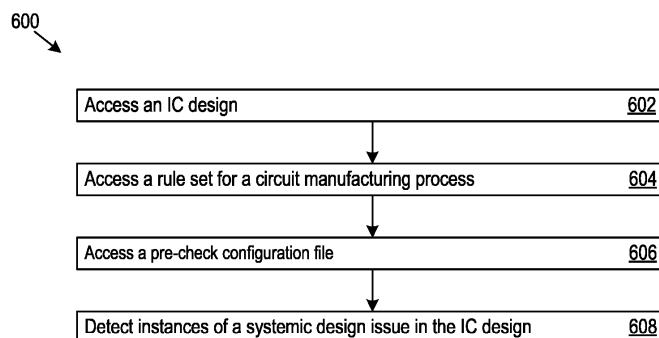 600
Access an IC design 602
Access a rule set for a circuit manufacturing process 604
Access a pre-check configuration file 606
Detect instances of a systemic design issue in the IC design 608